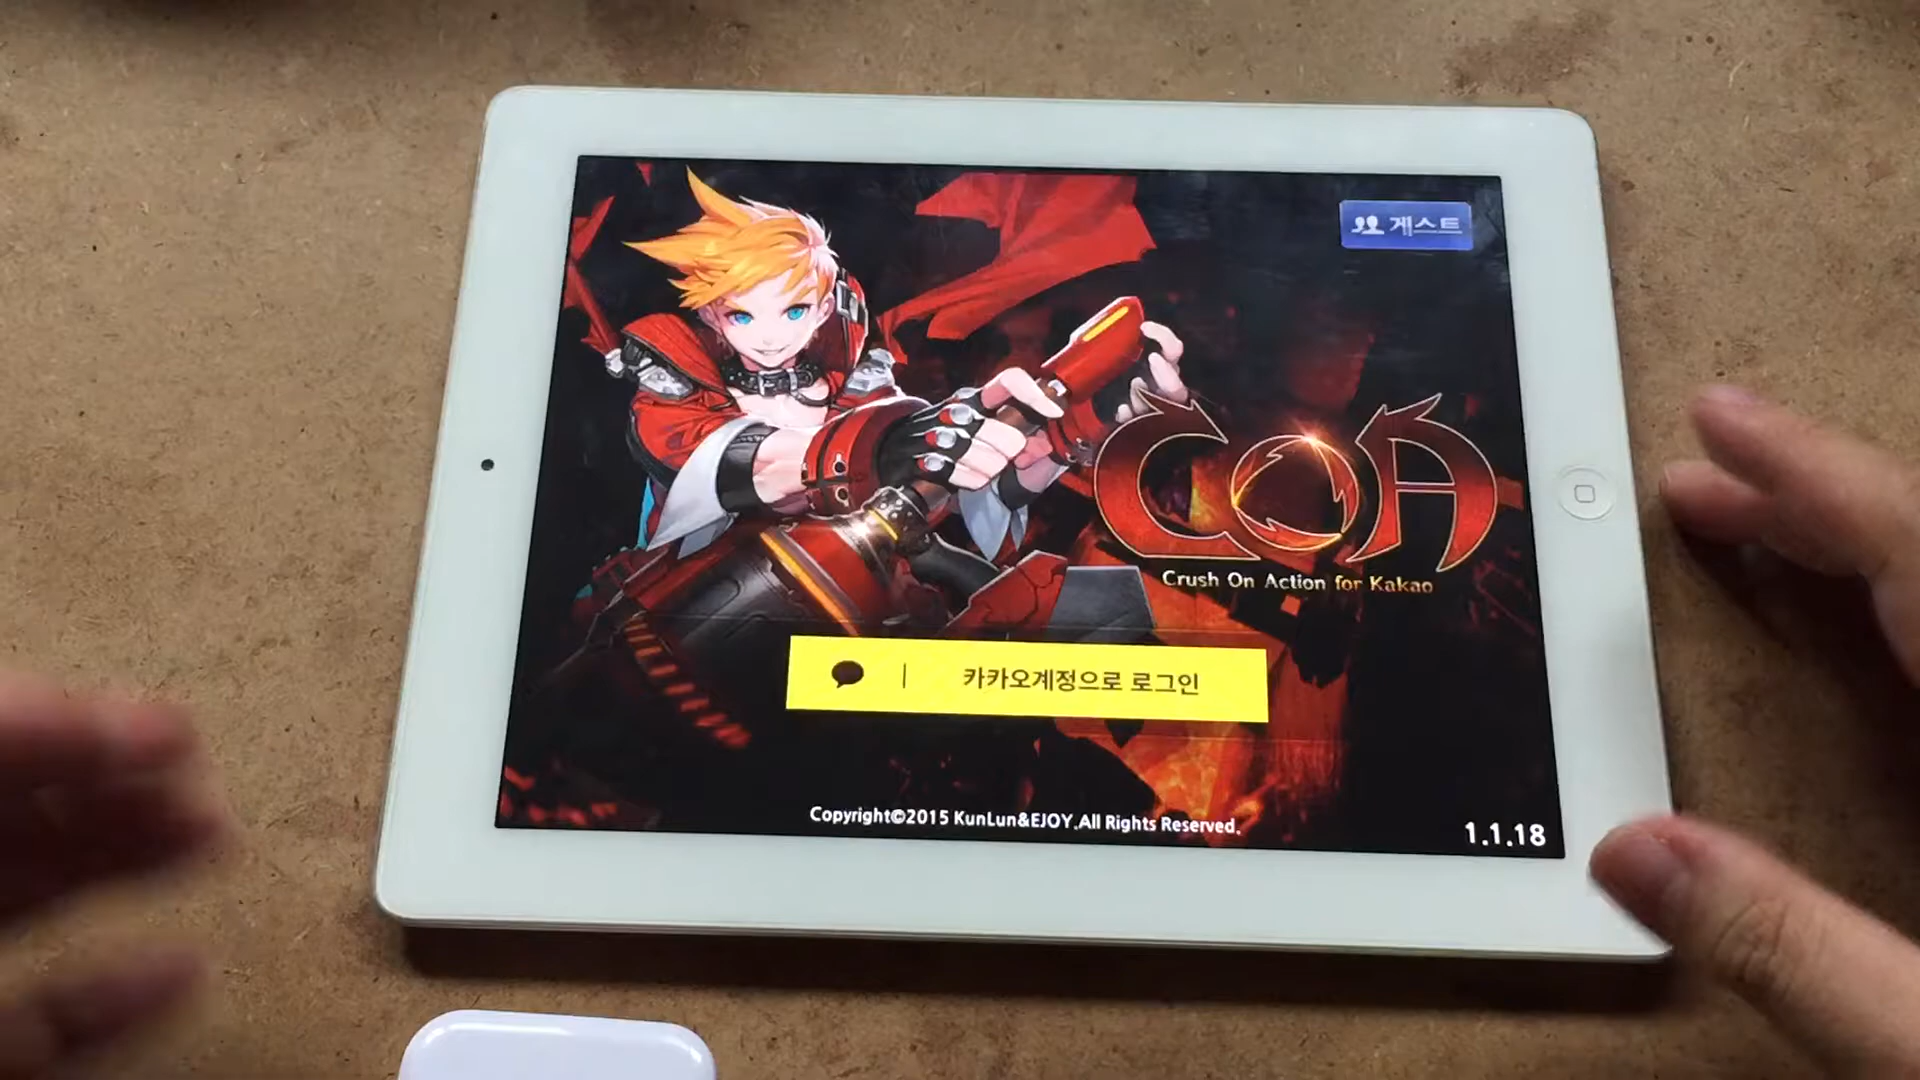 게스트
COA
Crush On Action for Kakao
카카오계정으로 로그인
Copyright©2015 KunLun&EJOY.All Rights Reserved.
1.1.18